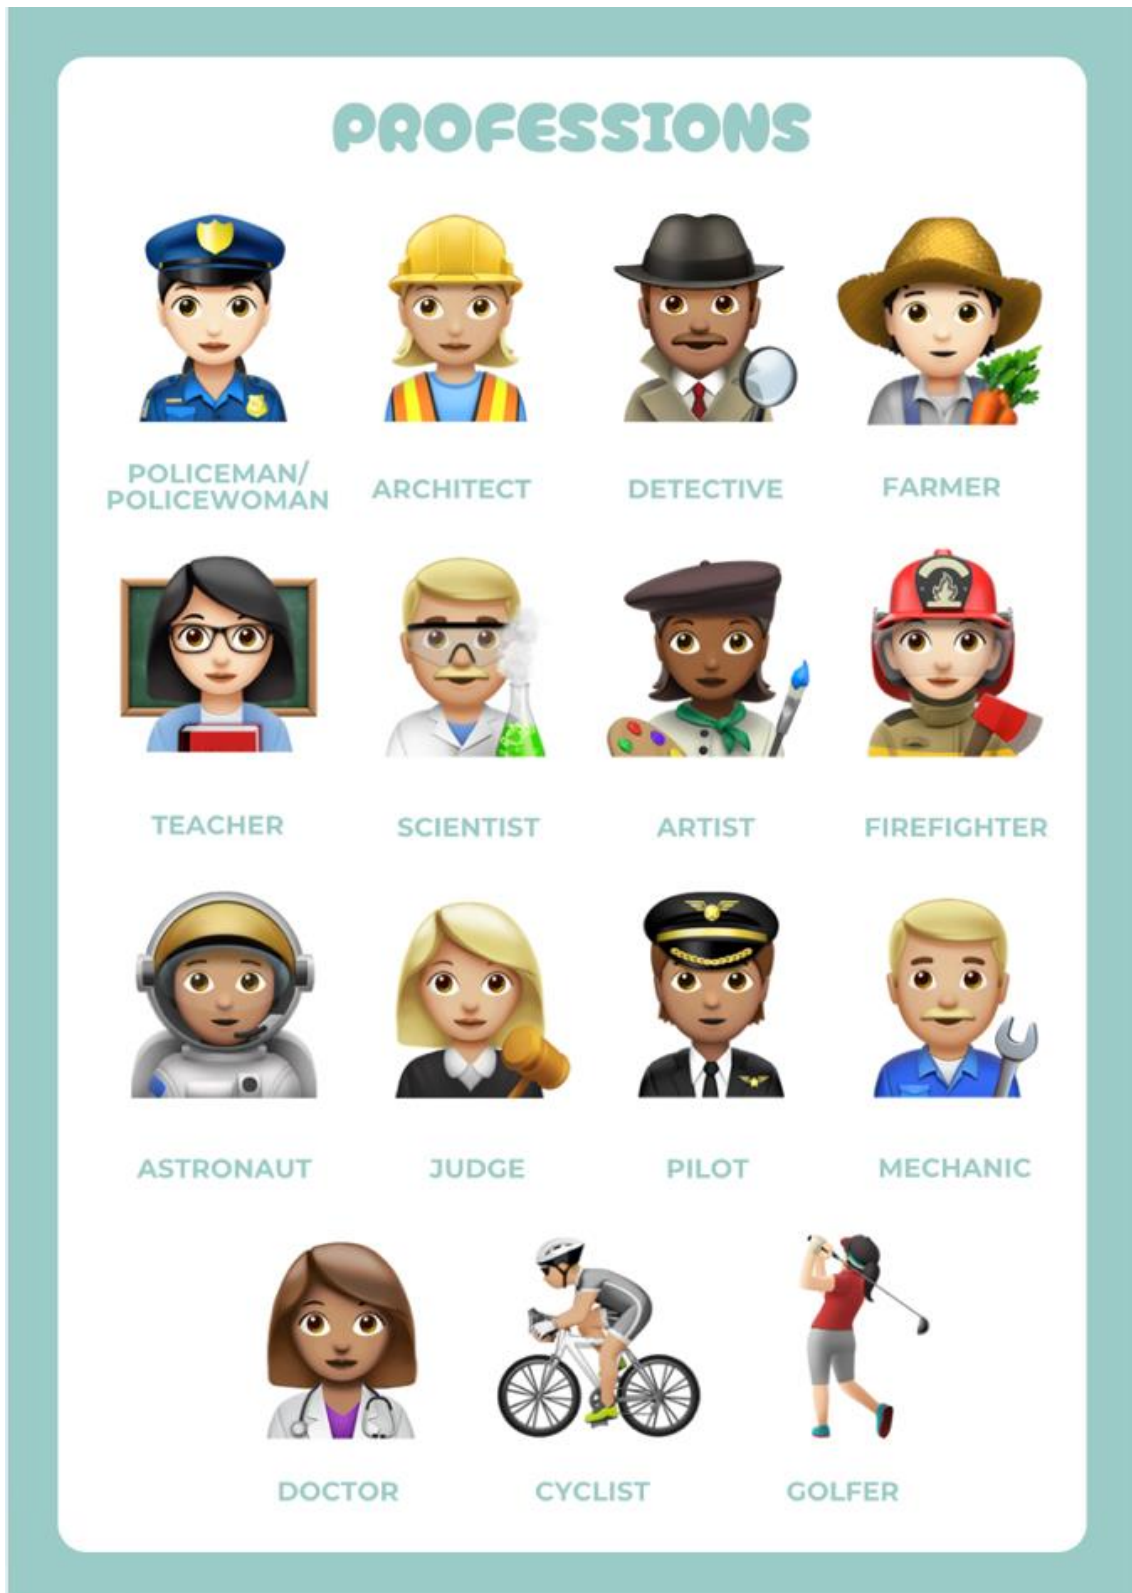 PROFESSIONS
POLICEMAN/
POLICEWOMAN
ARCHITECT
DETECTIVE
FARMER
TEACHER
SCIENTIST
ARTIST
FIREFIGHTER
ASTRONAUT
JUDGE
PILOT
MECHANIC
DOCTOR
CYCLIST
GOLFER